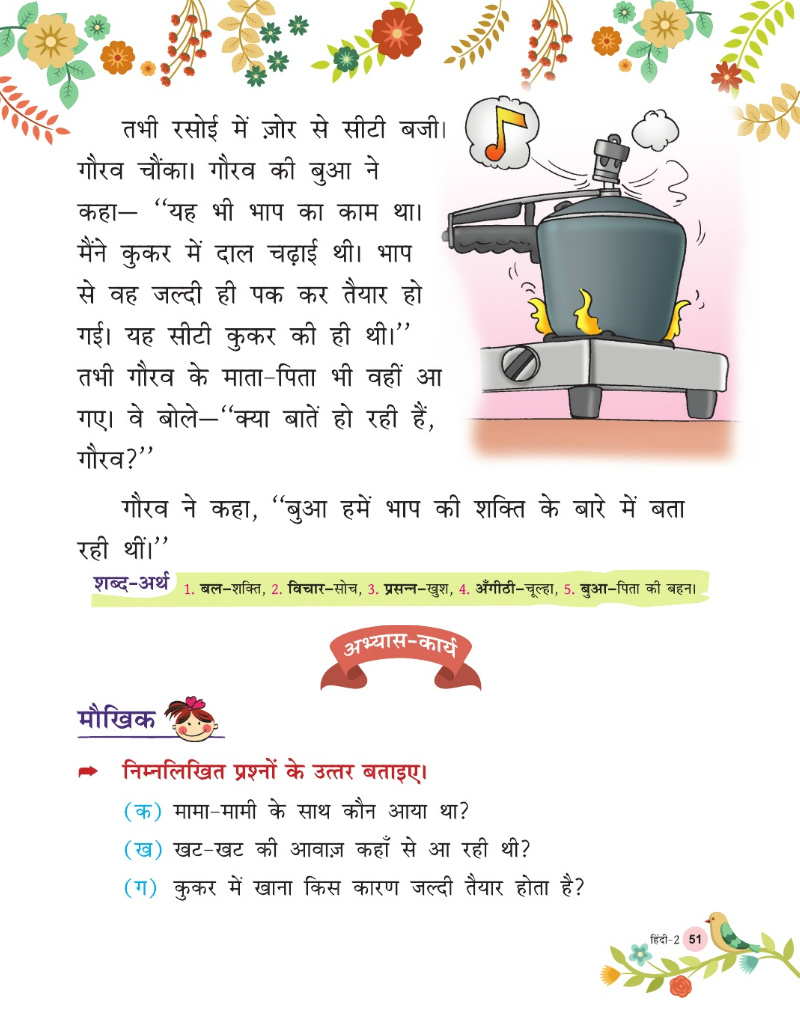 तभी रसोई में ज़ोर से सीटी बजी।
गौरव चौंका। गौरव की बुआ ने
कहा— ‘‘यह भी भाप का काम था।
मैंने कुकर में दाल चढ़ाई थी। भाप
से वह जल्दी ही पक कर तैयार हो
गई। यह सीटी कुकर की ही थी।’’
तभी गौरव के माता-पिता भी वहीं आ
गए। वे बोले—‘‘क्या बातें हो रही हैं,
गौरव?’’
गौरव ने कहा, ‘‘बुआ हमें भाप की शक्ति के बारे में बता
रही थीं।’’
शब्द-अर्थ 1. बल–शक्ति, 2. विचार–सोच, 3. प्रसन्न–खुश, 4. अँगीठी–चूल्हा, 5. बुआ–पिता की बहन।
अभ्यास-कार्य
मौखिक
निम्नलिखित प्रश्नों के उत्तर बताइए।
(क) मामा-मामी के साथ कौन आया था?
(ख) खट-खट की आवाज़ कहाँ से आ रही थी?
(ग) कुकर में खाना किस कारण जल्दी तैयार होता है?
हिंदी-2 51